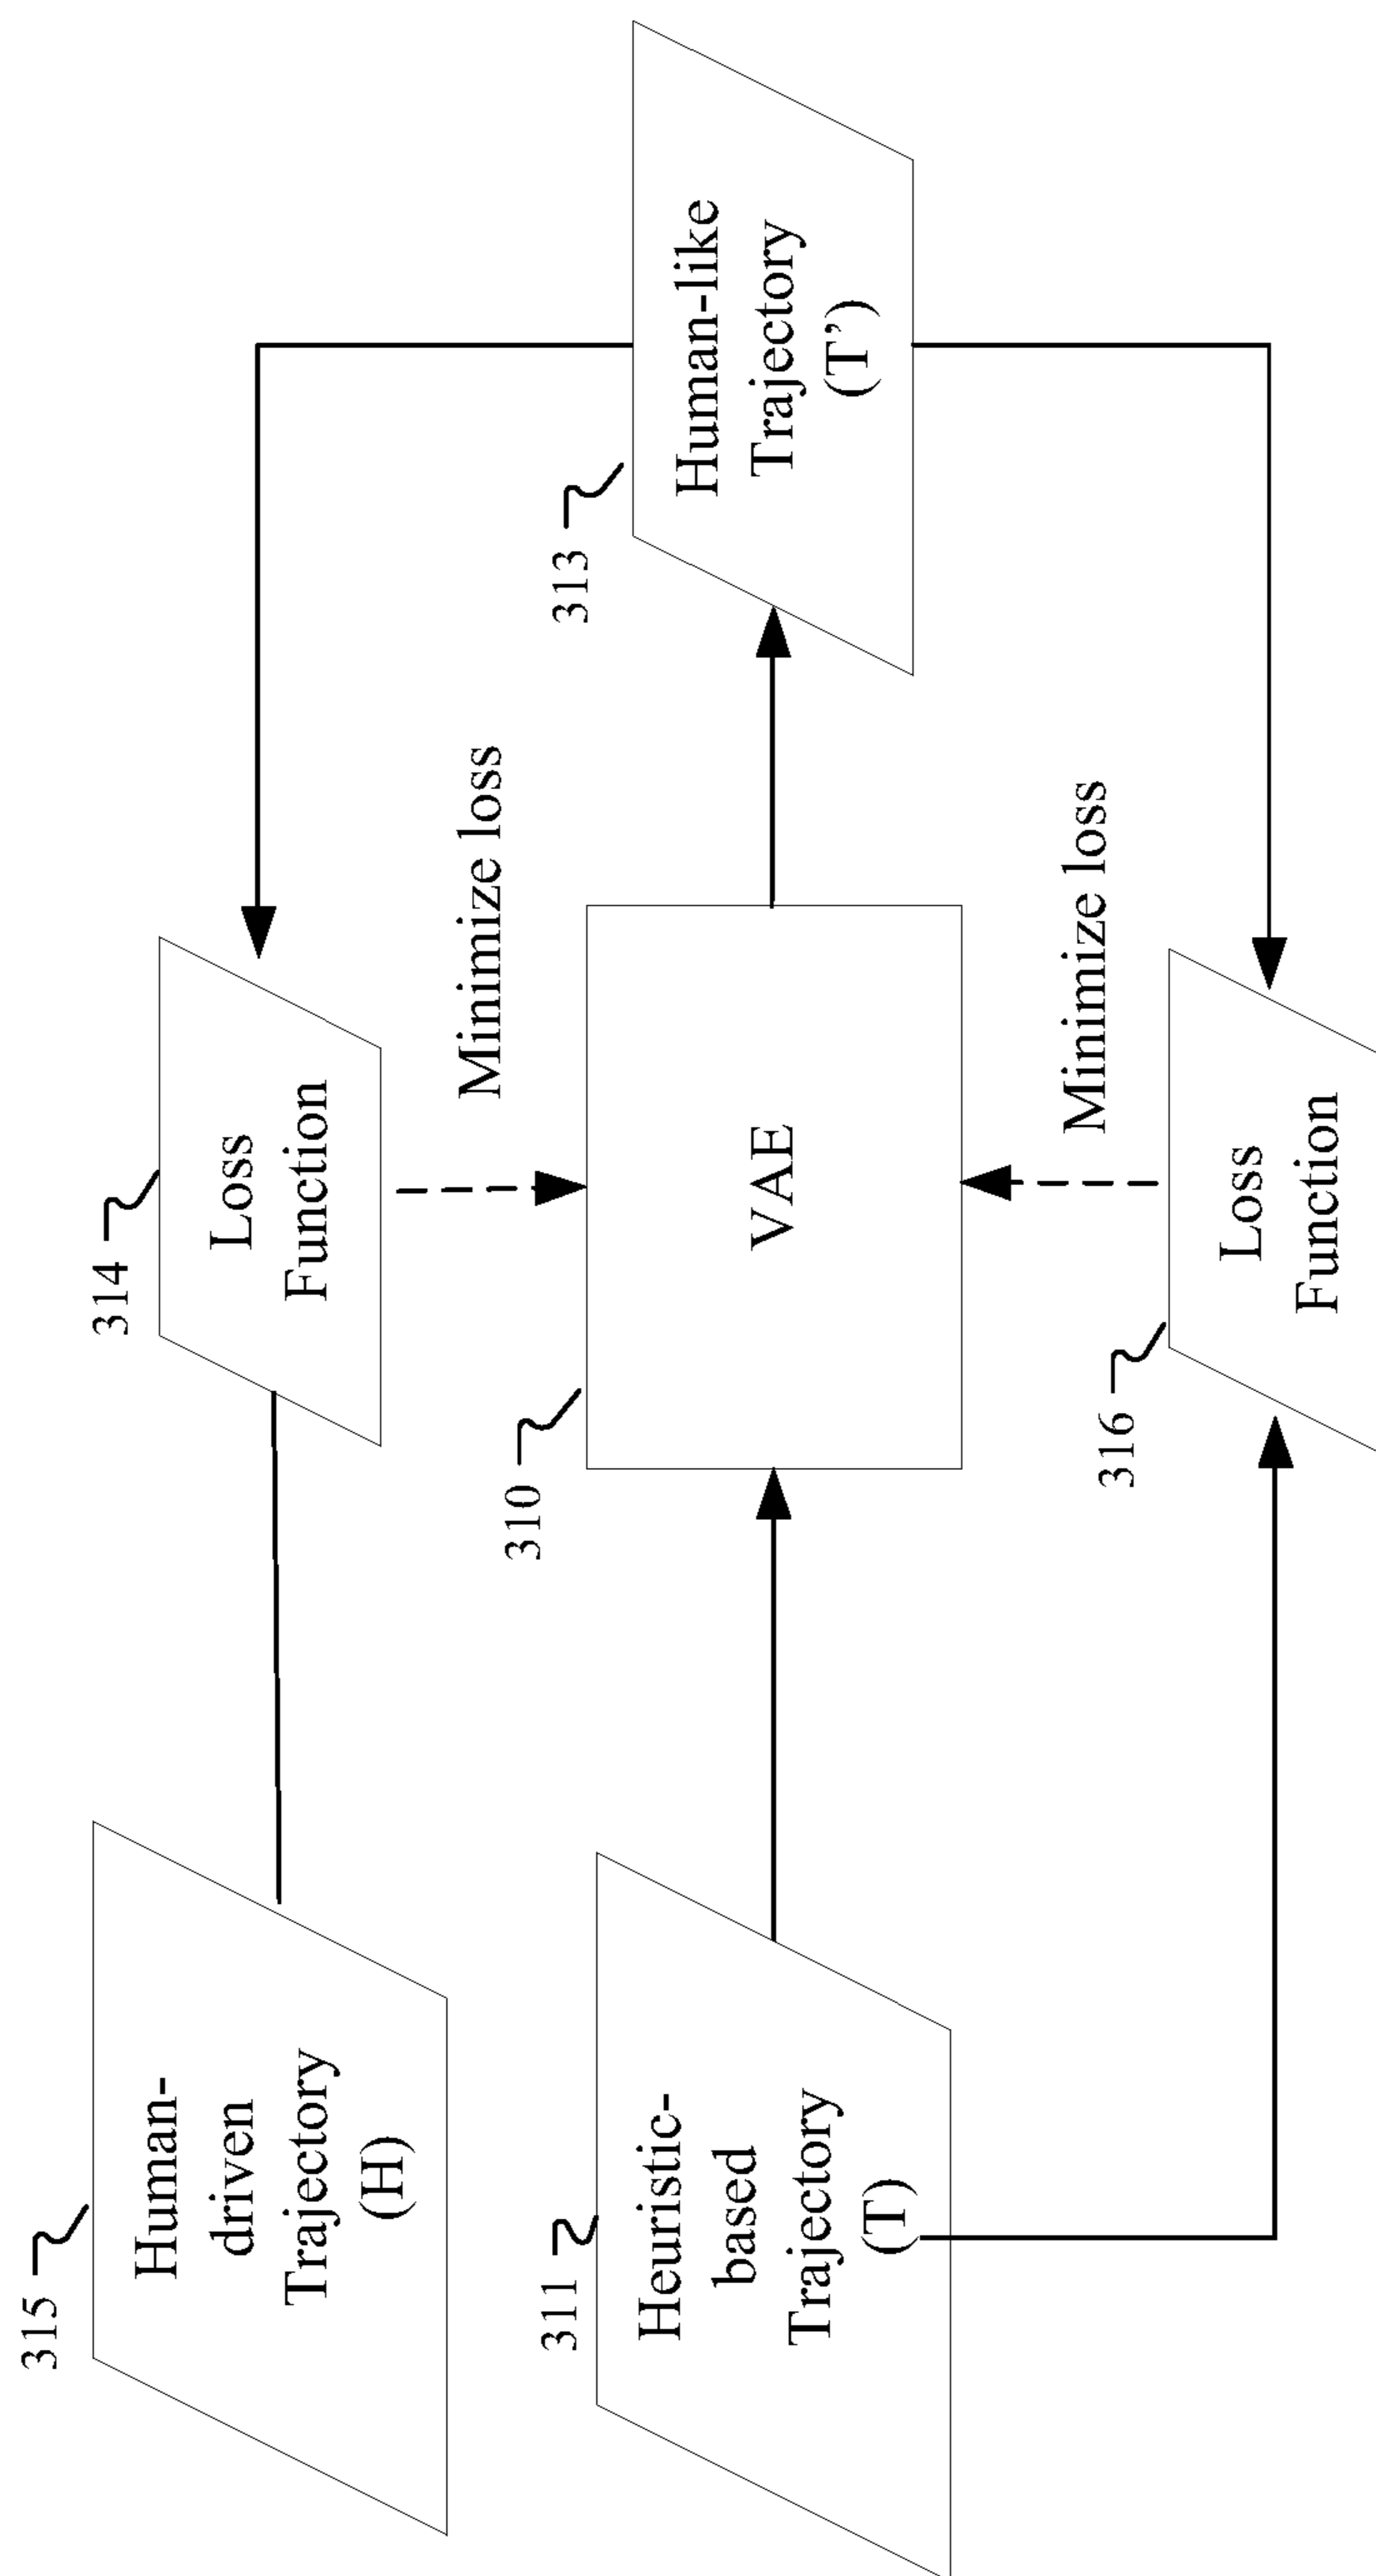 315
Human-
driven
Trajectory
(H)
314
Loss
Function
Minimize loss
311
Heuristic-
based
Trajectory
(T)
310
VAE
313
Human-like
Trajectory
(T’)
Minimize loss
316
Loss
Function